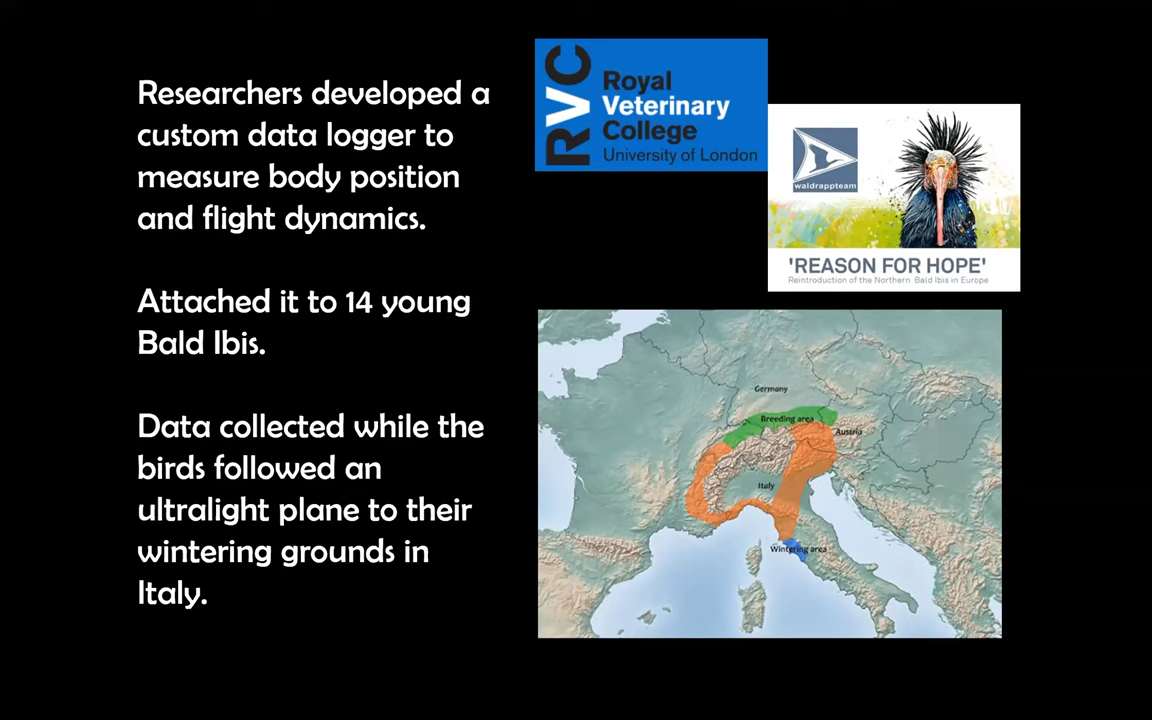 Researchers developed a
custom data logger to
measure body position
and flight dynamics.
Attached it to 14 young
Bald Ibis.
Data collected while the
birds followed an
ultralight plane to their
wintering grounds in
Italy.
RVC
Royal
Veterinary
College
University of London
waldrappteam
'REASON FOR HOPE'
Reintroduction of the Northern Bald Ibis in Europe
Germany
Breeding area
Austria
Italy
Wintering area